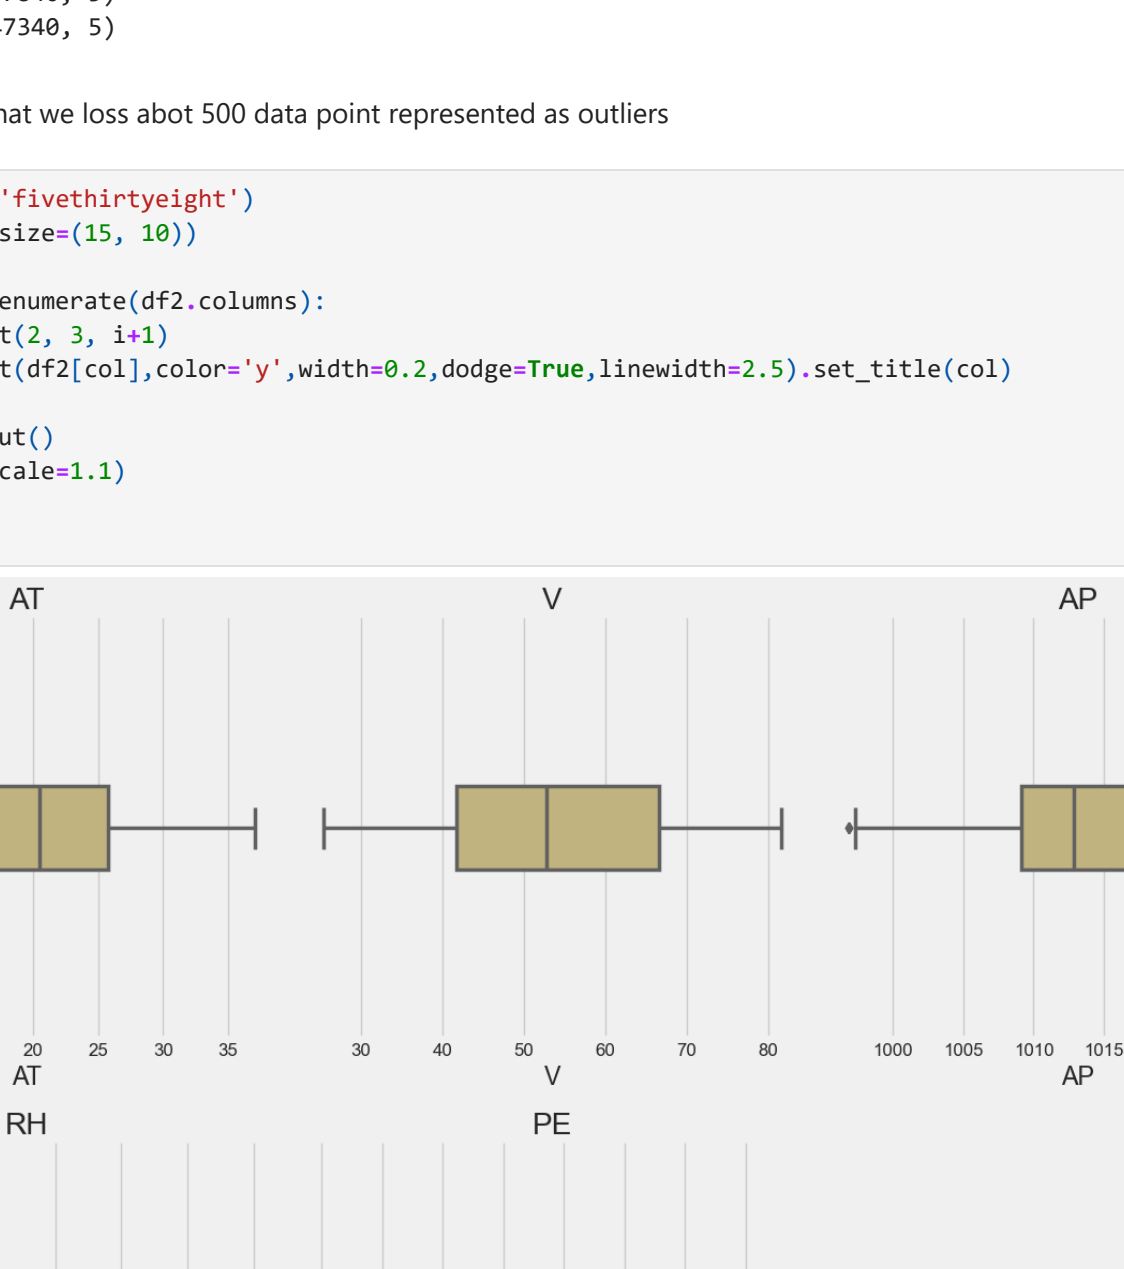 7340, 5)
hat we loss abot 500 data point represented as outliers
'fivethirtyeight')
size=(15, 10))
enumerate(df2.columns):
t(2, 3, i+1)
t(df2[col],color='y',width=0.2,dodge=True,linewidth=2.5).set_title(col)
ut()
cale=1.1)
AT V AP
20 25 30 35 30 40 50 60 70 80 1000 1005 1010 1015
AT V AP
RH PE